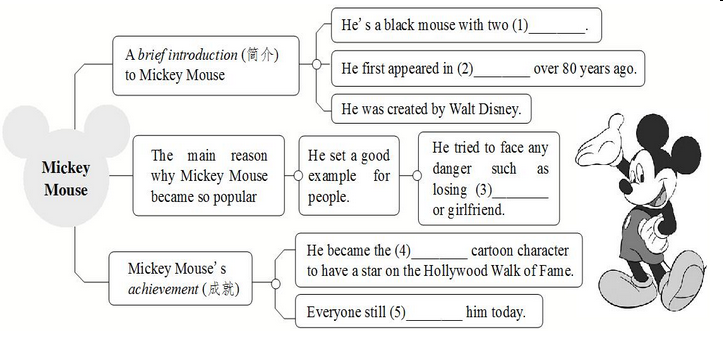 He's a black mouse with two (1)________.
A brief introduction (简介)
to Mickey Mouse
He first appeared in (2)________ over 80 years ago.
He was created by Walt Disney.
Mickey
Mouse
The main reason
why Mickey Mouse
became so popular
He set a good
example for
people.
He tried to face any
danger such as
losing (3)________
or girlfriend.
Mickey Mouse's
achievement (成就)
He became the (4)________ cartoon character
to have a star on the Hollywood Walk of Fame.
Everyone still (5)________ him today.